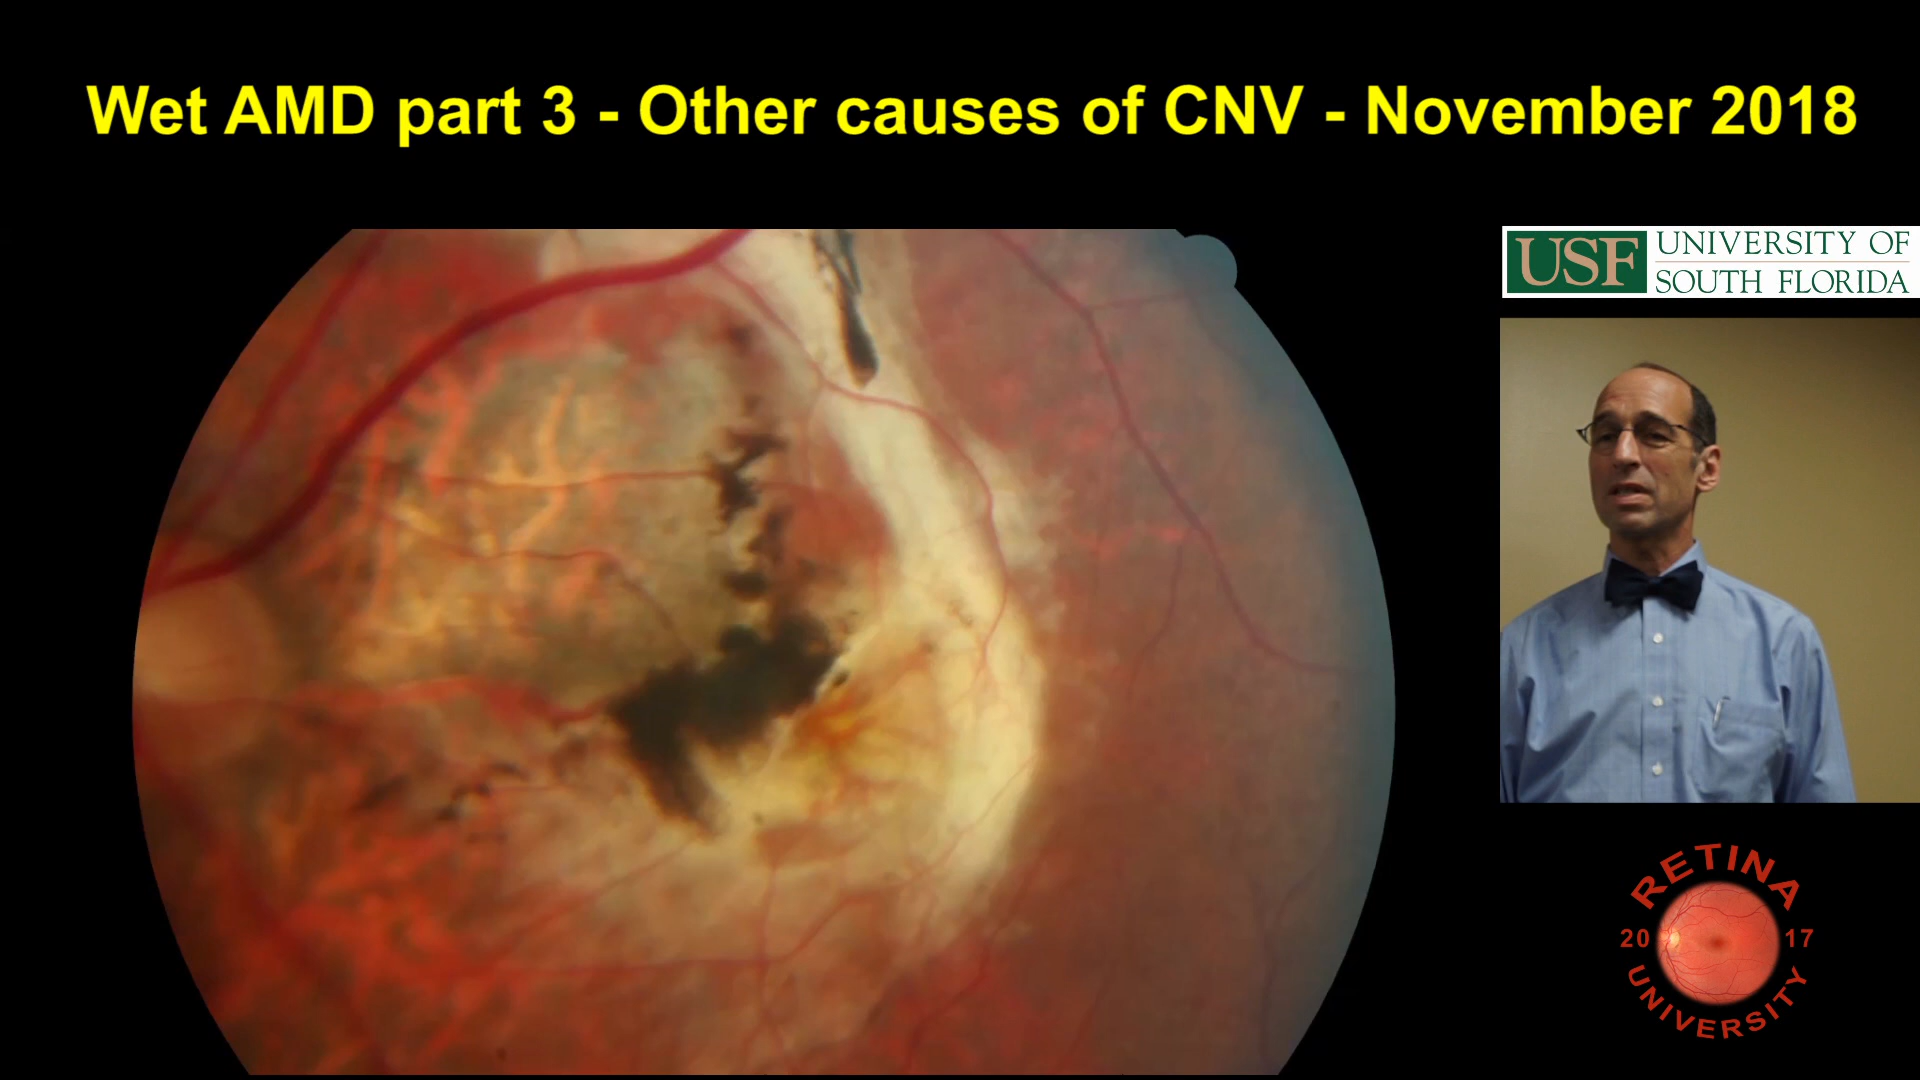 Wet AMD part 3 - Other causes of CNV - November 2018
USF UNIVERSITY OF
SOUTH FLORIDA
RETINA
20 17
UNIVERSITY